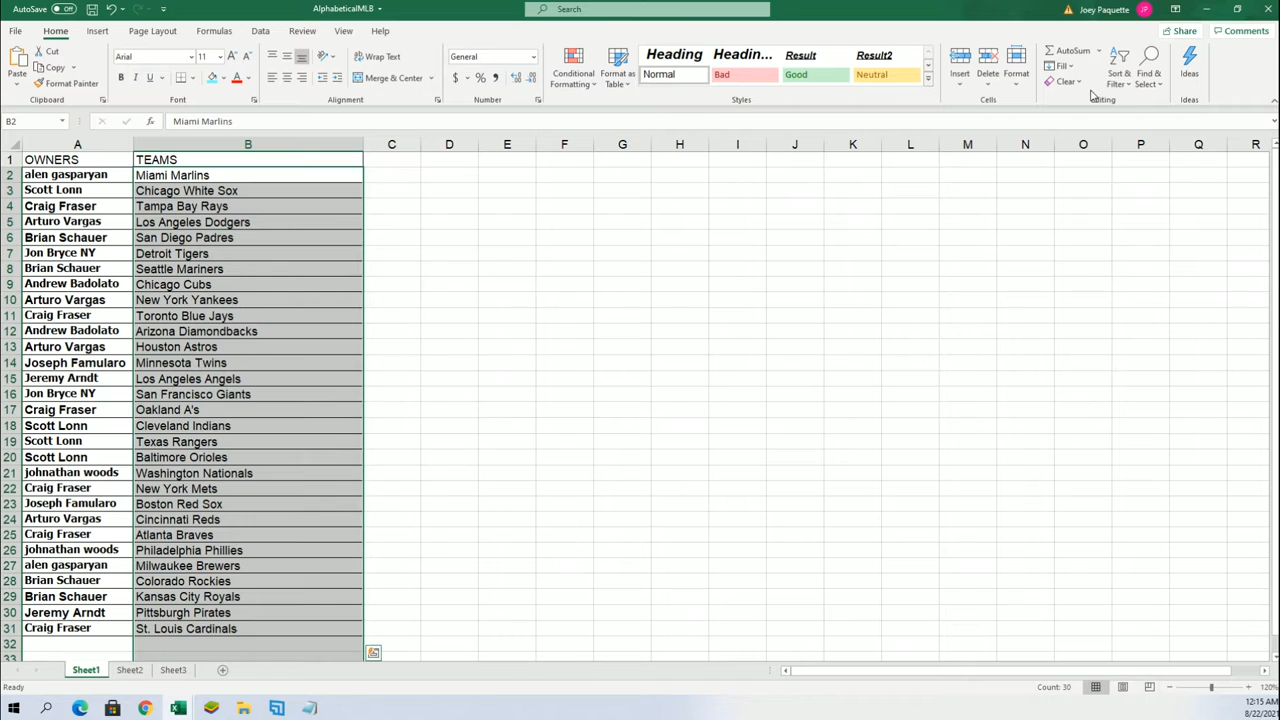 AutoSave Off AlphabeticalMLB Search Joey Paquette JP
File Home Insert Page Layout Formulas Data Review View Help Share Comments
Paste Cut Copy Format Painter Clipboard
Arial 11 B I U A Font
Wrap Text Merge & Center Alignment
General $ % Number
Conditional Formatting Format as Table Heading Headin... Result Result2 Normal Bad Good Neutral Styles
Insert Delete Format Cells
AutoSum Fill Clear Sort & Filter Find & Select Editing
Ideas Ideas
B2 fx Miami Marlins
A B C D E F G H I J K L M N O P Q R
1 OWNERS TEAMS
2 alen gasparyan Miami Marlins
3 Scott Lonn Chicago White Sox
4 Craig Fraser Tampa Bay Rays
5 Arturo Vargas Los Angeles Dodgers
6 Brian Schauer San Diego Padres
7 Jon Bryce NY Detroit Tigers
8 Brian Schauer Seattle Mariners
9 Andrew Badolato Chicago Cubs
10 Arturo Vargas New York Yankees
11 Craig Fraser Toronto Blue Jays
12 Andrew Badolato Arizona Diamondbacks
13 Arturo Vargas Houston Astros
14 Joseph Famularo Minnesota Twins
15 Jeremy Arndt Los Angeles Angels
16 Jon Bryce NY San Francisco Giants
17 Craig Fraser Oakland A's
18 Scott Lonn Cleveland Indians
19 Scott Lonn Texas Rangers
20 Scott Lonn Baltimore Orioles
21 johnathan woods Washington Nationals
22 Craig Fraser New York Mets
23 Joseph Famularo Boston Red Sox
24 Arturo Vargas Cincinnati Reds
25 Craig Fraser Atlanta Braves
26 johnathan woods Philadelphia Phillies
27 alen gasparyan Milwaukee Brewers
28 Brian Schauer Colorado Rockies
29 Brian Schauer Kansas City Royals
30 Jeremy Arndt Pittsburgh Pirates
31 Craig Fraser St. Louis Cardinals
32
33
Sheet1 Sheet2 Sheet3
Ready Count: 30 120%
12:15 AM